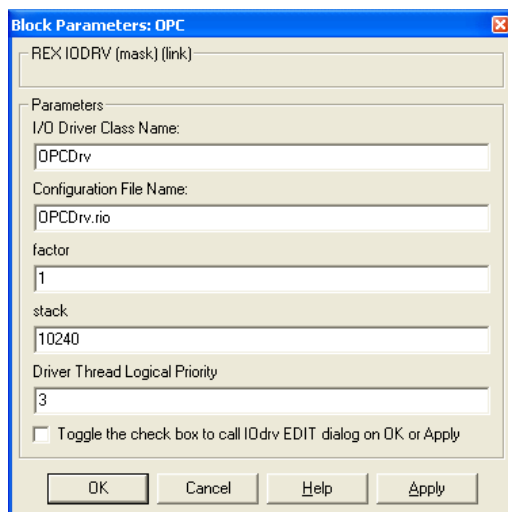 Block Parameters: OPC
REX IODRV (mask) (link)
Parameters
I/O Driver Class Name:
OPCDrv
Configuration File Name:
OPCDrv.rio
factor
1
stack
10240
Driver Thread Logical Priority
3
Toggle the check box to call IOdrv EDIT dialog on OK or Apply
OK Cancel Help Apply